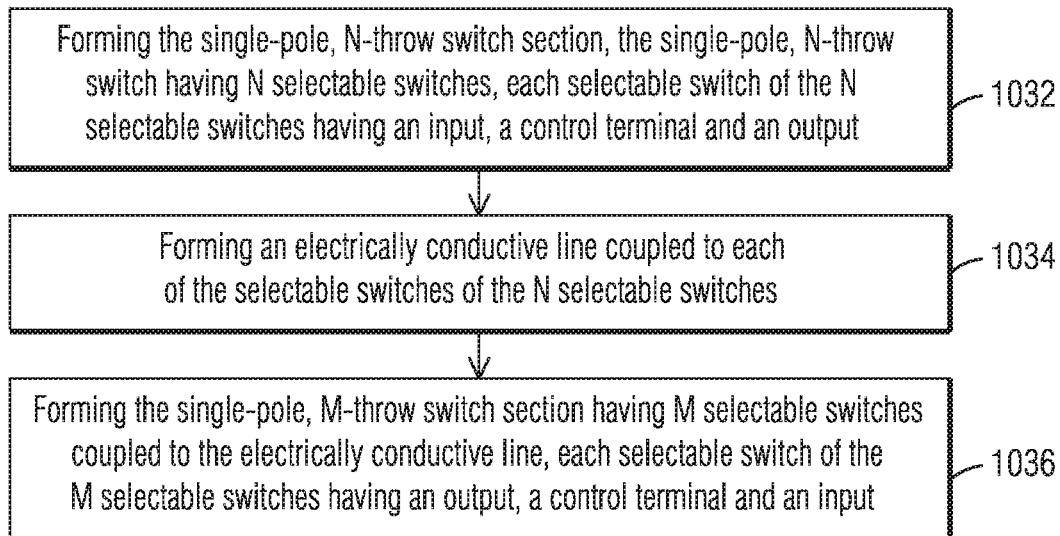 Forming the single-pole, N-throw switch section, the single-pole, N-throw
switch having N selectable switches, each selectable switch of the N
selectable switches having an input, a control terminal and an output
1032
Forming an electrically conductive line coupled to each
of the selectable switches of the N selectable switches
1034
Forming the single-pole, M-throw switch section having M selectable switches
coupled to the electrically conductive line, each selectable switch of the
M selectable switches having an output, a control terminal and an input
1036